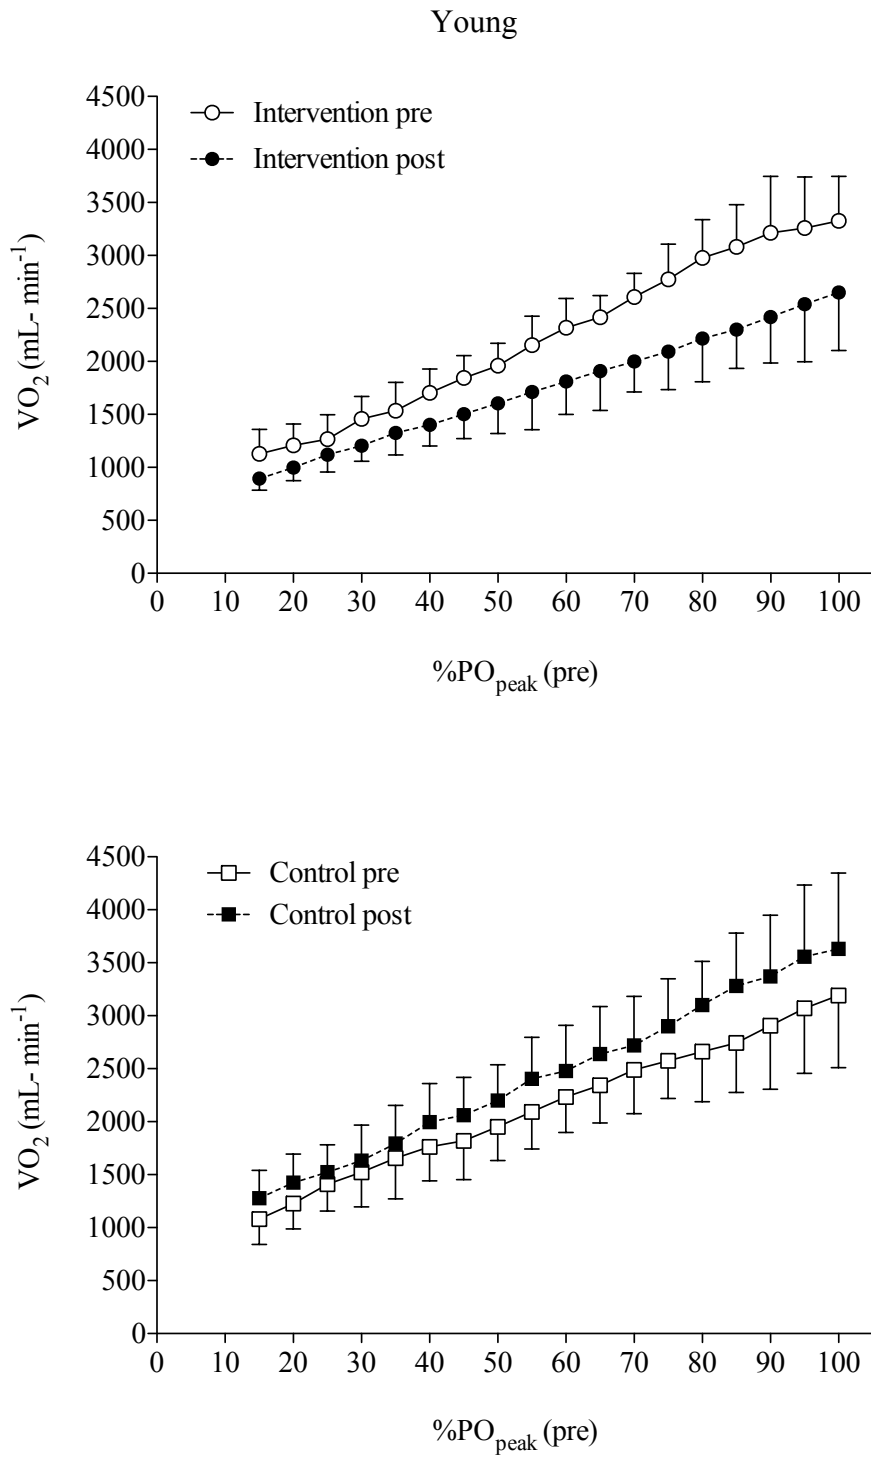 Young
4500
Intervention pre
4000
Intervention post
3500
3000
2500
2000
1500
1000
500
0
VO2 (mL- min-1)
0 10 20 30 40 50 60 70 80 90 100
%POpeak (pre)
4500
Control pre
4000
Control post
3500
3000
2500
2000
1500
1000
500
0
VO2 (mL- min-1)
0 10 20 30 40 50 60 70 80 90 100
%POpeak (pre)